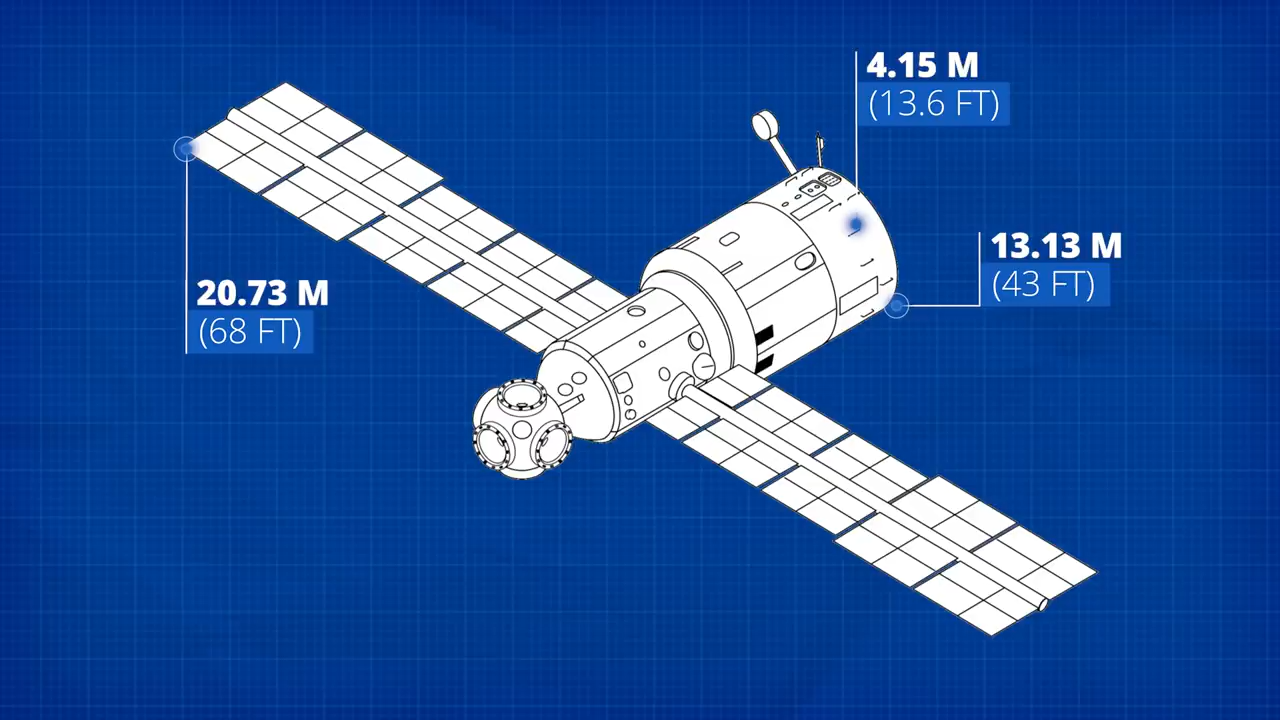 4.15 M
(13.6 FT)
13.13 M
(43 FT)
20.73 M
(68 FT)